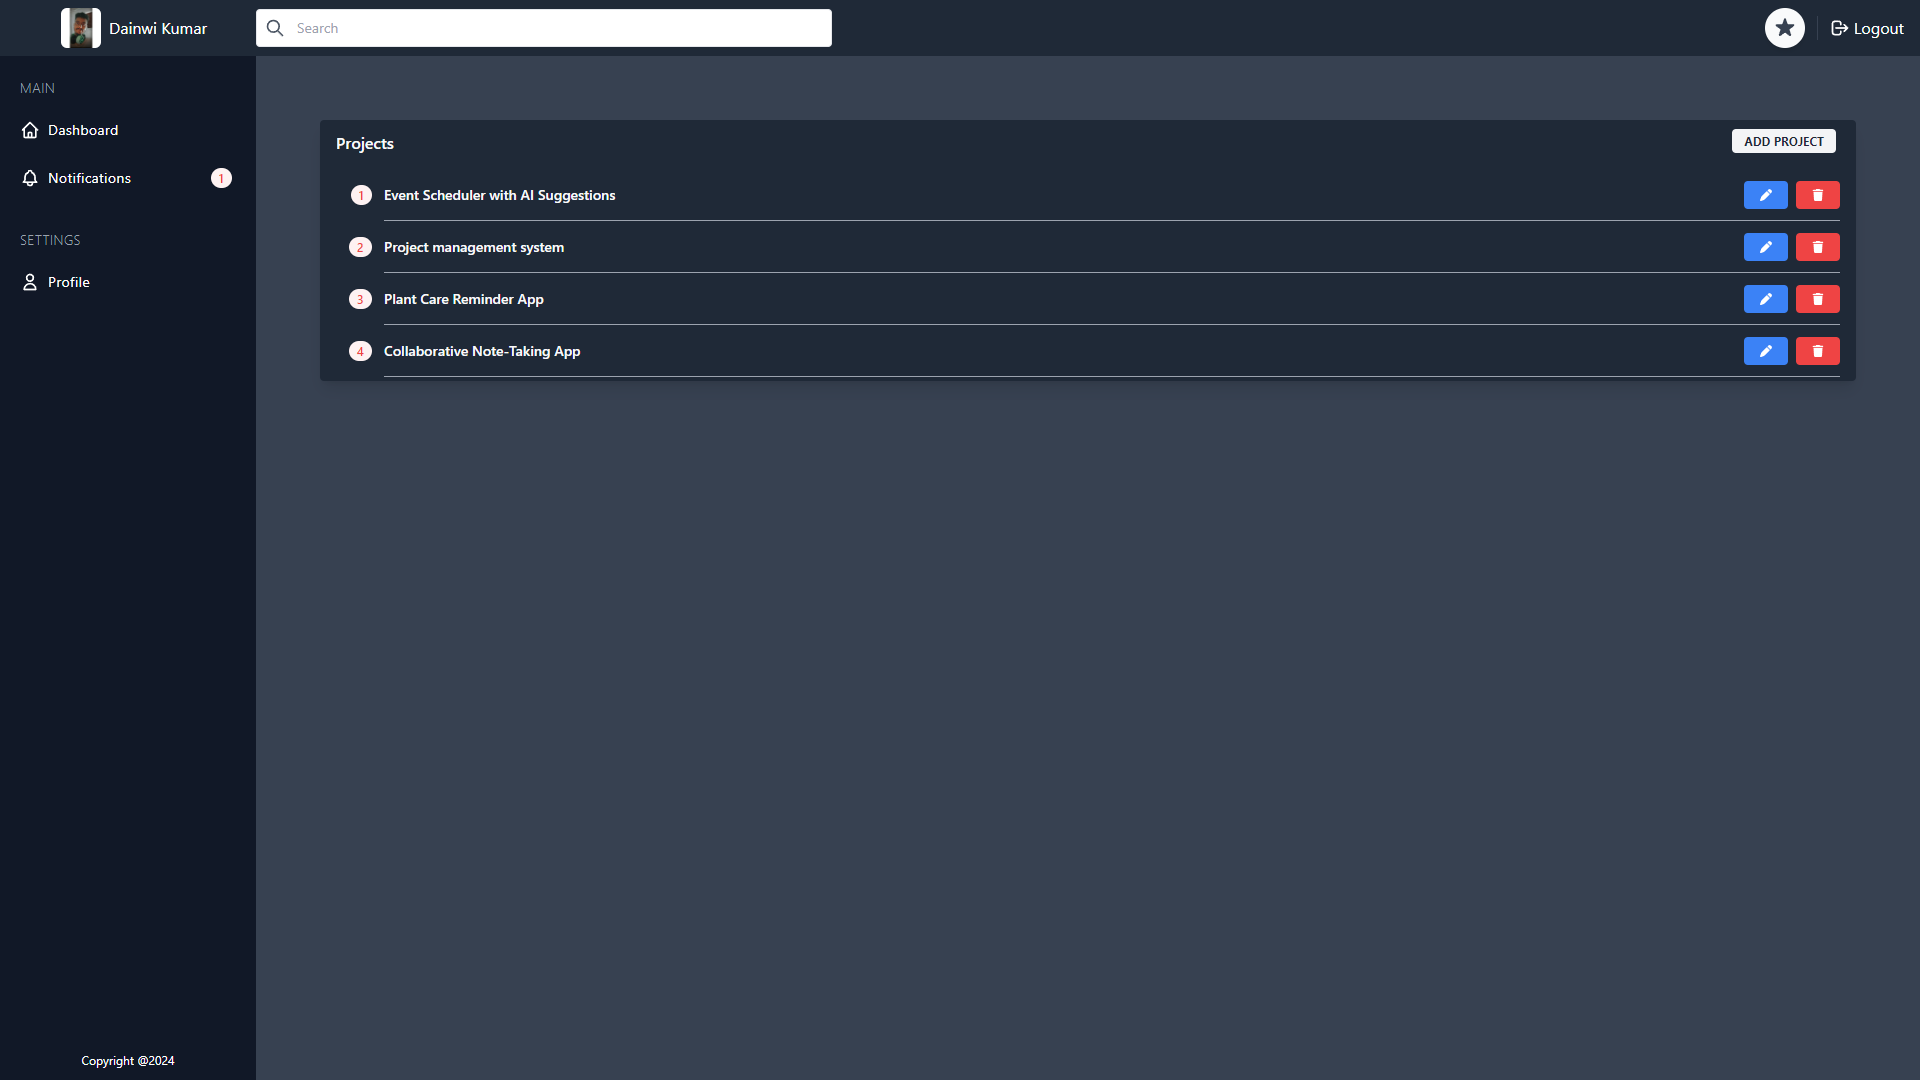 Dainwi Kumar
Search
Logout
MAIN
Dashboard
Notifications 1
SETTINGS
Profile
Projects
ADD PROJECT
1 Event Scheduler with AI Suggestions
2 Project management system
3 Plant Care Reminder App
4 Collaborative Note-Taking App
Copyright @2024